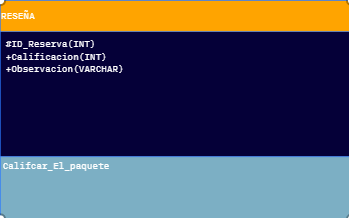 RESEÑA
#ID_Reserva(INT)
+Calificacion(INT)
+Observacion(VARCHAR)
Califcar_El_paquete